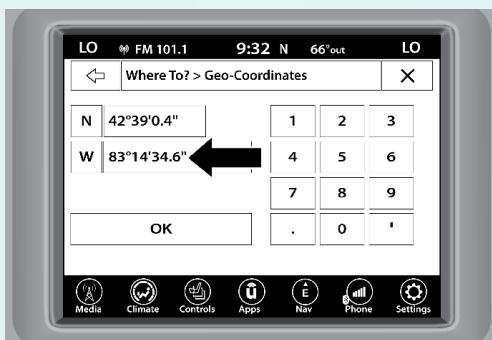 LO FM 101.1 9:32 N 66°out LO
Where To? > Geo-Coordinates X
N 42°39'0.4" 1 2 3
W 83°14'34.6" 4 5 6
7 8 9
OK . 0 '
Media Climate Controls Apps Nav Phone Settings